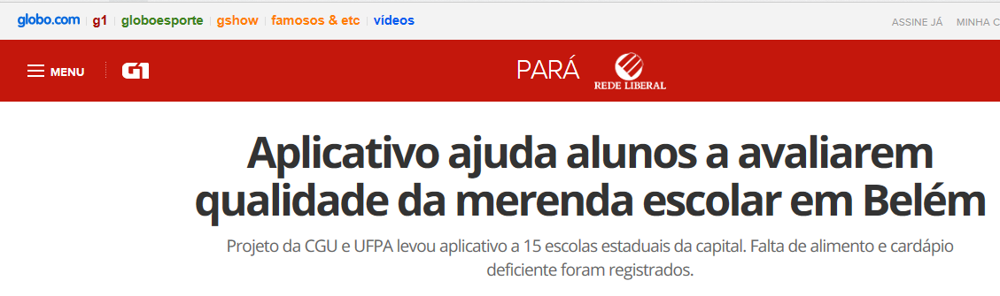 globo.com g1 globoesporte gshow famosos & etc vídeos ASSINE JÁ MINHA C
MENU G1 PARÁ REDE LIBERAL
Aplicativo ajuda alunos a avaliarem
qualidade da merenda escolar em Belém
Projeto da CGU e UFPA levou aplicativo a 15 escolas estaduais da capital. Falta de alimento e cardápio
deficiente foram registrados.